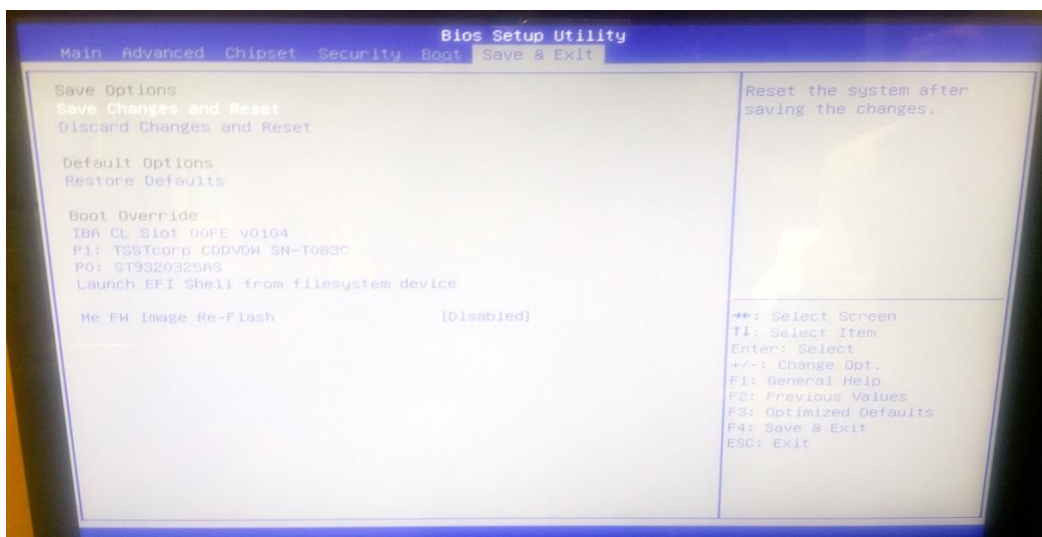 Bios Setup Utility
Main Advanced Chipset Security Boot Save & Exit
Save Options
Save Changes and Reset
Discard Changes and Reset
Default Options
Restore Defaults
Boot Override
IBA CL Slot 00FE v0104
P1: TSSTcorp CDDVDW SN-T083C
P0: ST9320325AS
Launch EFI Shell from filesystem device
Me FW Image Re-Flash [Disabled]
Reset the system after
saving the changes.
→←: Select Screen
↑↓: Select Item
Enter: Select
+/-: Change Opt.
F1: General Help
F2: Previous Values
F3: Optimized Defaults
F4: Save & Exit
ESC: Exit